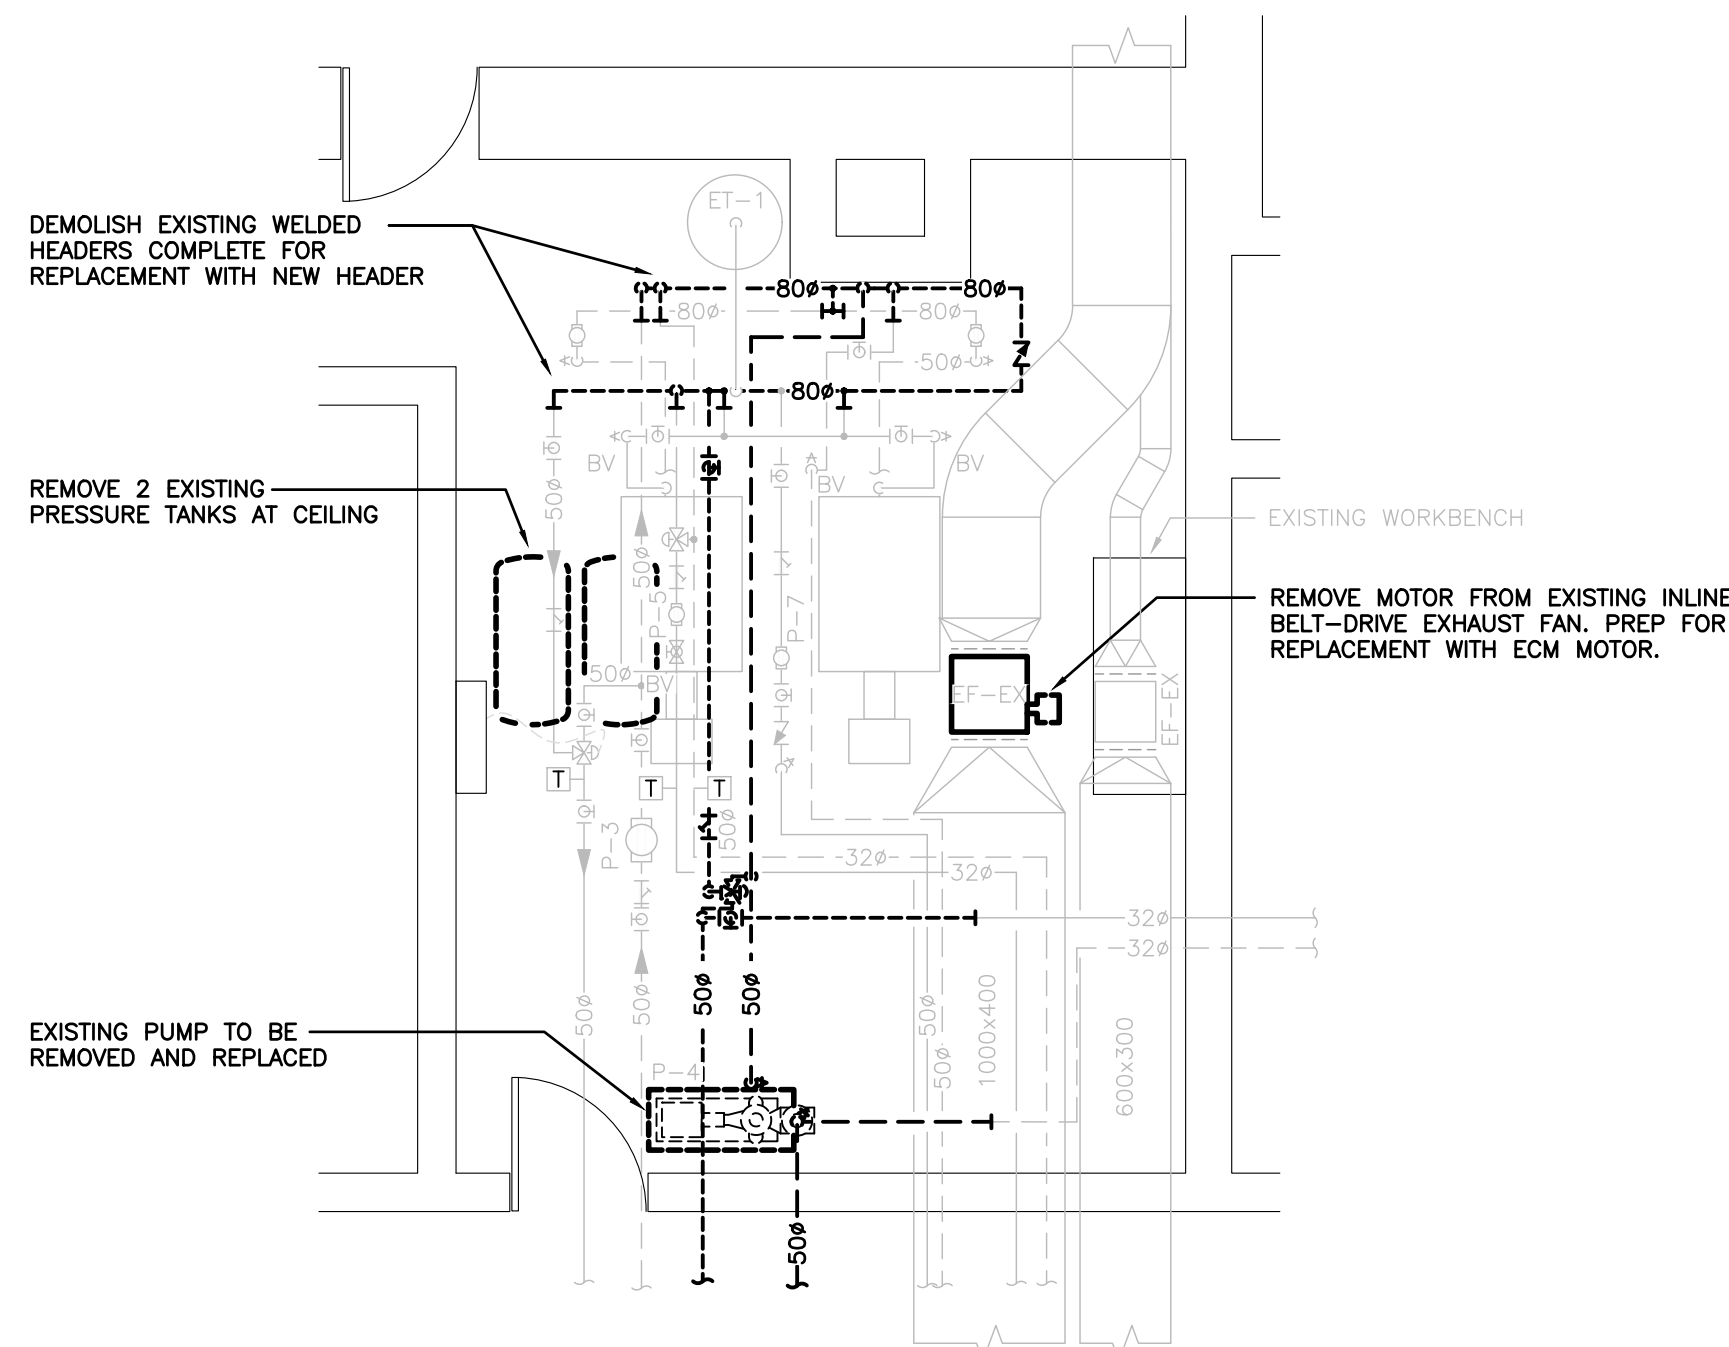 ET-1
DEMOLISH EXISTING WELDED
HEADERS COMPLETE FOR
REPLACEMENT WITH NEW HEADER
80ø
80ø
80ø
80ø
50ø
80ø
BV
BV
BV
REMOVE 2 EXISTING
PRESSURE TANKS AT CEILING
50ø
EXISTING WORKBENCH
50ø
P-5
P-7
REMOVE MOTOR FROM EXISTING INLINE
BELT-DRIVE EXHAUST FAN. PREP FOR
REPLACEMENT WITH ECM MOTOR.
50ø
BV
EF-EX
EF-EX
T
T
T
P-3
50ø
32ø
32ø
32ø
32ø
50ø
50ø
50ø
50ø
50ø
50ø
1000x400
600x300
EXISTING PUMP TO BE
REMOVED AND REPLACED
P-4
50ø